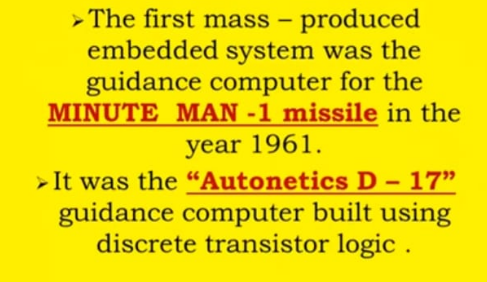 ➢The first mass – produced
embedded system was the
guidance computer for the
MINUTE MAN -1 missile in the
year 1961.
➢It was the “Autonetics D – 17”
guidance computer built using
discrete transistor logic .